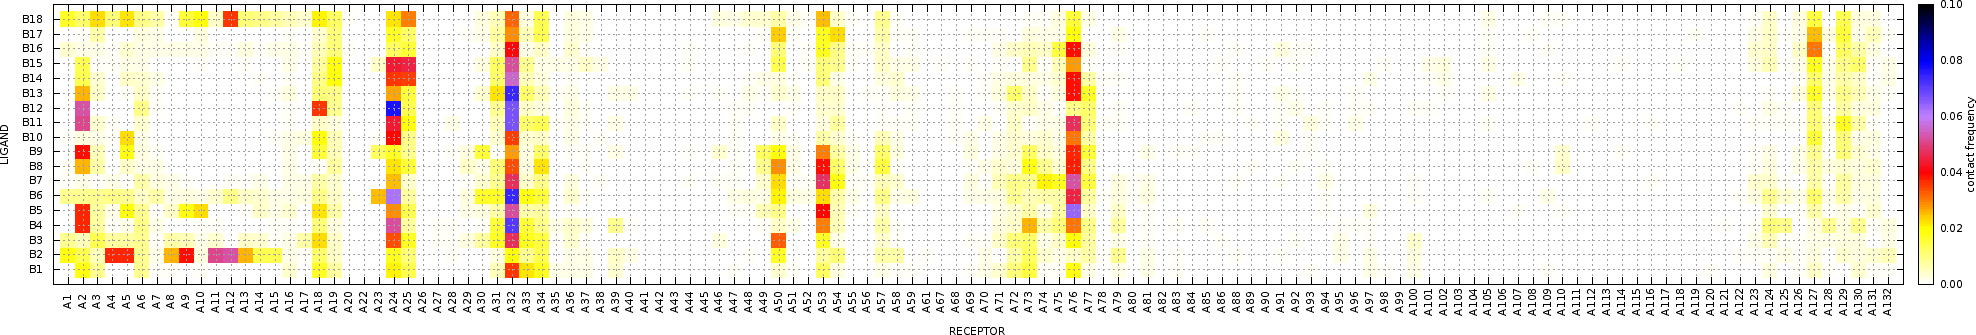 B18
B17
B16
B15
B14
B13
B12
B11
B10
B9
B8
B7
B6
B5
B4
B3
B2
B1
LIGAND
A1 A2 A3 A4 A5 A6 A7 A8 A9 A10 A11 A12 A13 A14 A15 A16 A17 A18 A19 A20 A22 A23 A24 A25 A26 A27 A28 A29 A30 A31 A32 A33 A34 A35 A36 A37 A38 A39 A40 A41 A42 A43 A44 A45 A46 A47 A48 A49 A50 A51 A52 A53 A54 A55 A56 A57 A58 A59 A61 A67 A68 A69 A70 A71 A72 A73 A74 A75 A76 A77 A78 A79 A80 A81 A82 A83 A84 A85 A86 A88 A89 A90 A91 A92 A93 A94 A95 A96 A97 A98 A99 A100 A101 A102 A103 A104 A105 A106 A107 A108 A109 A110 A111 A112 A113 A114 A115 A116 A117 A118 A119 A120 A121 A122 A123 A124 A125 A126 A127 A128 A129 A130 A131 A132
RECEPTOR
0.10
0.08
0.06
0.04
0.02
0.00
contact frequency